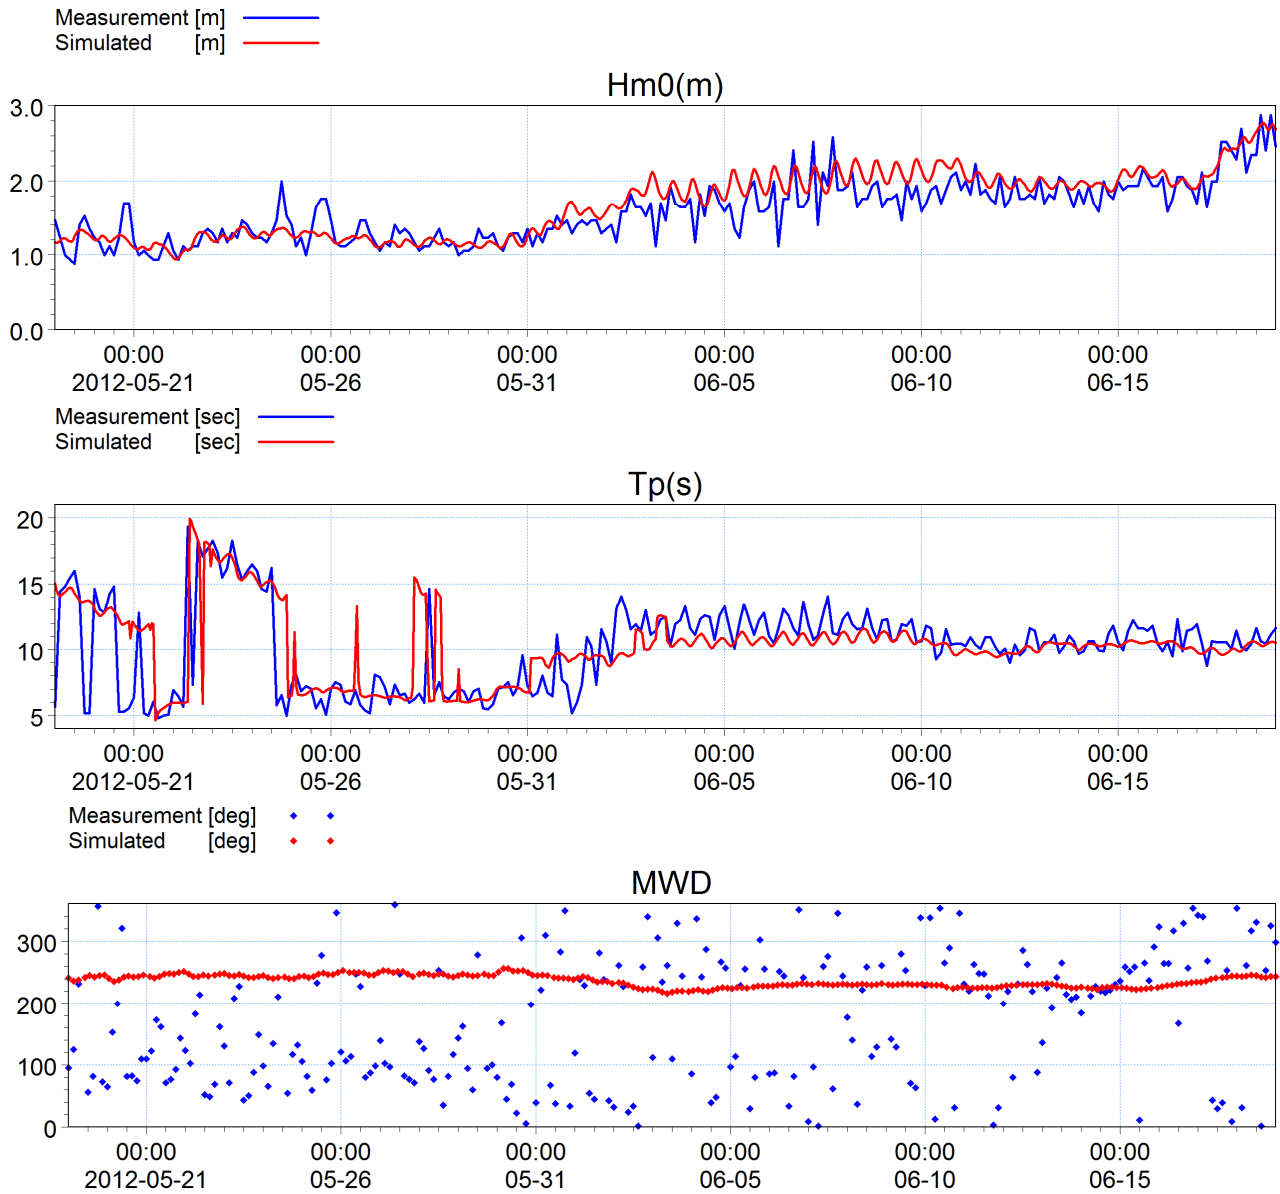 Measurement [m]
Simulated [m]
Hm0(m)
3.0
2.0
1.0
0.0
00:00 00:00 00:00 00:00 00:00 00:00
2012-05-21 05-26 05-31 06-05 06-10 06-15
Measurement [sec]
Simulated [sec]
Tp(s)
20
15
10
5
00:00 00:00 00:00 00:00 00:00 00:00
2012-05-21 05-26 05-31 06-05 06-10 06-15
Measurement [deg]
Simulated [deg]
MWD
300
200
100
0
00:00 00:00 00:00 00:00 00:00 00:00
2012-05-21 05-26 05-31 06-05 06-10 06-15